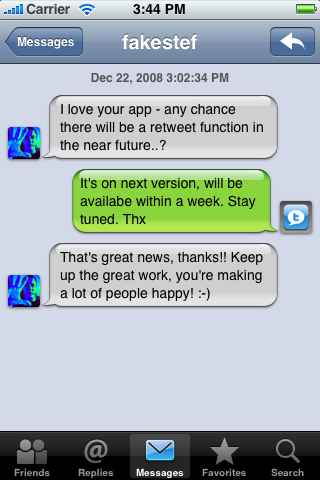 Carrier 3:44 PM
Messages fakestef
Dec 22, 2008 3:02:34 PM
I love your app - any chance
there will be a retweet function in
the near future..?
It's on next version, will be
availabe within a week. Stay
tuned. Thx
t
That's great news, thanks!! Keep
up the great work, you're making
a lot of people happy! :-)
@
Friends Replies Messages Favorites Search